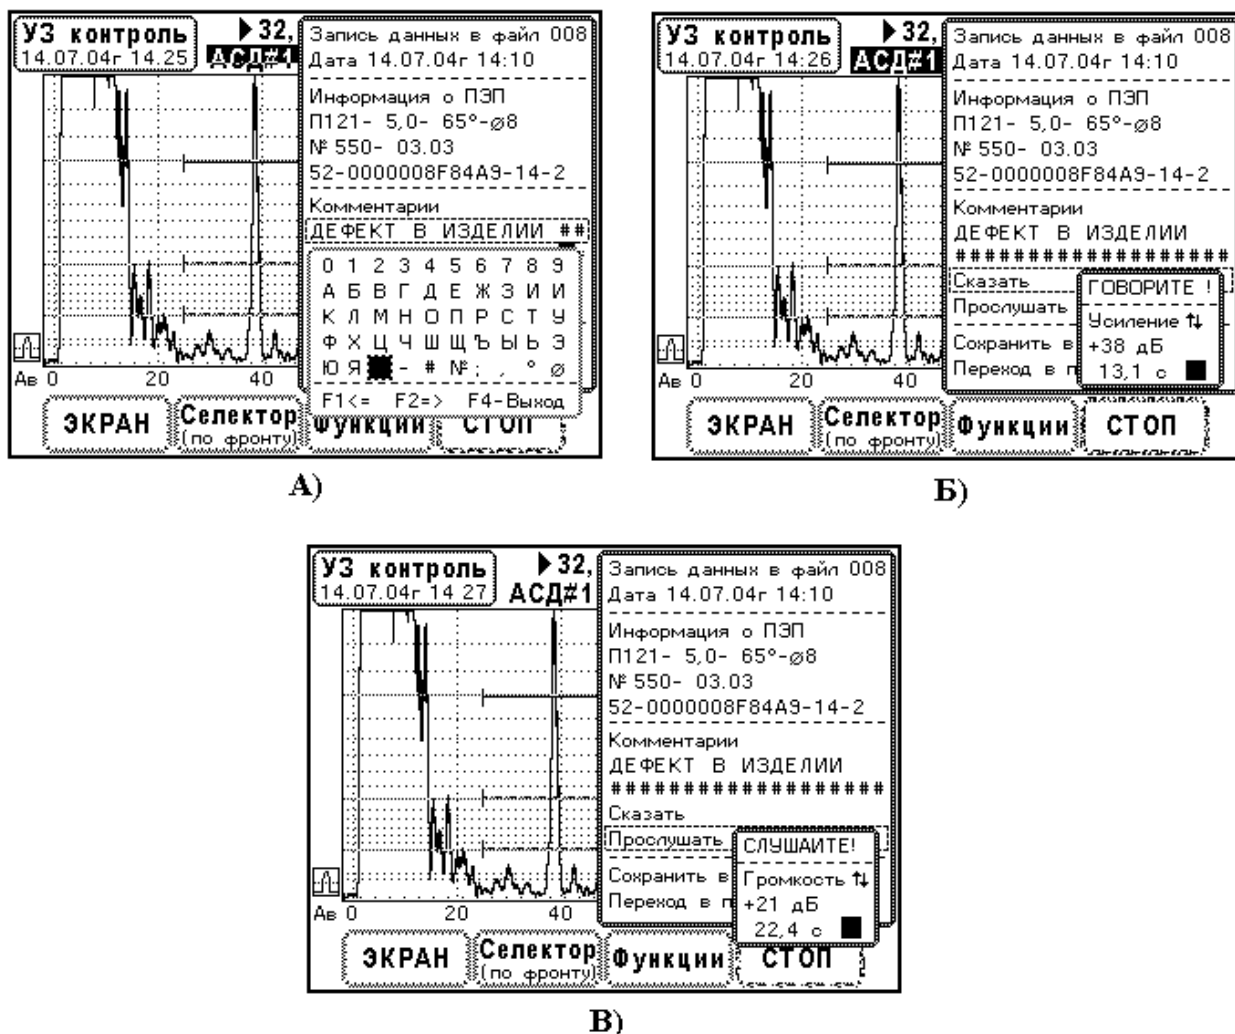 УЗ контроль
14.07.04г 14.25
32,
АСД#1
Запись данных в файл 008
Дата 14.07.04г 14:10
Информация о ПЭП
П121- 5,0- 65°-⌀8
№ 550- 03.03
52-0000008F84A9-14-2
Комментарии
ДЕФЕКТ В ИЗДЕЛИИ ##
0 1 2 3 4 5 6 7 8 9
А Б В Г Д Е Ж З И И
К Л М Н О П Р С Т У
Ф Х Ц Ч Ш Щ Ъ Ы Ь Э
Ю Я - # № ; , ° ⌀
F1<= F2=> F4-Выход
Ав 0 20 40
ЭКРАН Селектор Функции СТОП
(по фронту)
А)
УЗ контроль
14.07.04г 14:26
32,
АСД#1
Запись данных в файл 008
Дата 14.07.04г 14:10
Информация о ПЭП
П121- 5,0- 65°-⌀8
№ 550- 03.03
52-0000008F84A9-14-2
Комментарии
ДЕФЕКТ В ИЗДЕЛИИ
###################
Сказать
Прослушать
Сохранить в
Переход в п
ГОВОРИТЕ !
Усиление ↑↓
+38 дБ
13,1 с
Ав 0 20 40
ЭКРАН Селектор Функции СТОП
(по фронту)
Б)
УЗ контроль
14.07.04г 14 27
32,
АСД#1
Запись данных в файл 008
Дата 14.07.04г 14:10
Информация о ПЭП
П121- 5,0- 65°-⌀8
№ 550- 03.03
52-0000008F84A9-14-2
Комментарии
ДЕФЕКТ В ИЗДЕЛИИ
###################
Сказать
Прослушать
Сохранить в
Переход в п
СЛУШАИТЕ!
Громкость ↑↓
+21 дБ
22,4 с
Ав 0 20 40
ЭКРАН Селектор Функции СТОП
(по фронту)
В)